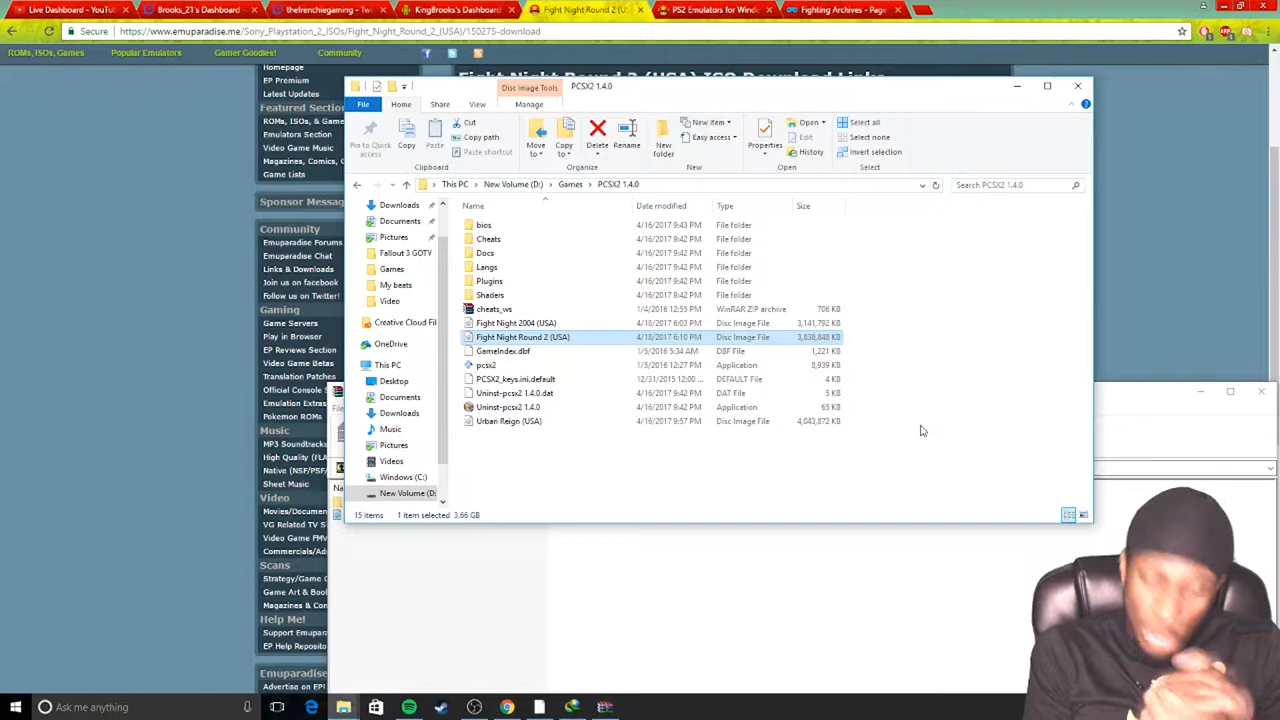 Live Dashboard - YouTu
Brooks_21's Dashboard -
thefrenchiegaming - Twi
KingBrooks's Dashboard
Fight Night Round 2 (U
PS2 Emulators for Windo
Fighting Archives - Page
Secure
https://www.emuparadise.me/Sony_Playstation_2_ISOs/Fight_Night_Round_2_(USA)/150275-download
ROMs, ISOs, Games
Popular Emulators
Gamer Goodies!
Community
Homepage
EP Premium
Latest Updates
Featured Section
ROMs, ISOs, & Game
Emulators Section
Video Game Music
Magazines, Comics,
Game Lists
Sponsor Messag
Community
Emuparadise Forums
Emuparadise Chat
Links & Downloads
Join us on facebook!
Follow us on Twitter!
Gaming
Game Servers
Play in Browser
EP Reviews Section
Translation Patches
Official Console
Emulation Extras
Pokemon ROMs
Music
MP3 Soundtracks
High Quality (FLA
Native (NSF/PSF/
Sheet Music
Video
Movies/Documen
VG Related TV S
Video Game FMV
Commercials/Ad
Scans
Strategy/Game G
Game Art & Book
Magazines & Com
Help Me!
Support Emupara
EP Help Reposito
Emuparadise
Advertise on EP!
Fight Night Round 2 (USA) ISO Download Links
Disc Image Tools
PCSX2 1.4.0
File
Home
Share
View
Manage
Pin to Quick access
Copy
Paste
Cut
Copy path
Paste shortcut
Clipboard
Move to
Copy to
Delete
Rename
Organize
New folder
New item
Easy access
New
Properties
Open
Edit
History
Open
Select all
Select none
Invert selection
Select
This PC
New Volume (D:)
Games
PCSX2 1.4.0
Search PCSX2 1.4.0
Downloads
Documents
Pictures
Fallout 3 GOTY
Games
My beats
Video
Creative Cloud Fil
OneDrive
This PC
Desktop
Documents
Downloads
Music
Pictures
Videos
Windows (C:)
New Volume (D:
Name Date modified Type Size
bios 4/16/2017 9:43 PM File folder
Cheats 4/16/2017 9:42 PM File folder
Docs 4/16/2017 9:42 PM File folder
Langs 4/16/2017 9:42 PM File folder
Plugins 4/16/2017 9:42 PM File folder
Shaders 4/16/2017 9:42 PM File folder
cheats_ws 1/4/2016 12:55 PM WinRAR ZIP archive 706 KB
Fight Night 2004 (USA) 4/18/2017 6:03 PM Disc Image File 3,141,792 KB
Fight Night Round 2 (USA) 4/18/2017 6:10 PM Disc Image File 3,838,848 KB
GameIndex.dbf 1/5/2016 5:34 AM DBF File 1,221 KB
pcsx2 1/5/2016 12:27 PM Application 8,939 KB
PCSX2_keys.ini.default 12/31/2015 12:00 ... DEFAULT File 4 KB
Uninst-pcsx2 1.4.0.dat 4/16/2017 9:42 PM DAT File 5 KB
Uninst-pcsx2 1.4.0 4/16/2017 9:42 PM Application 65 KB
Urban Reign (USA) 4/16/2017 9:57 PM Disc Image File 4,043,872 KB
15 items 1 item selected 3.66 GB
Na
Ask me anything